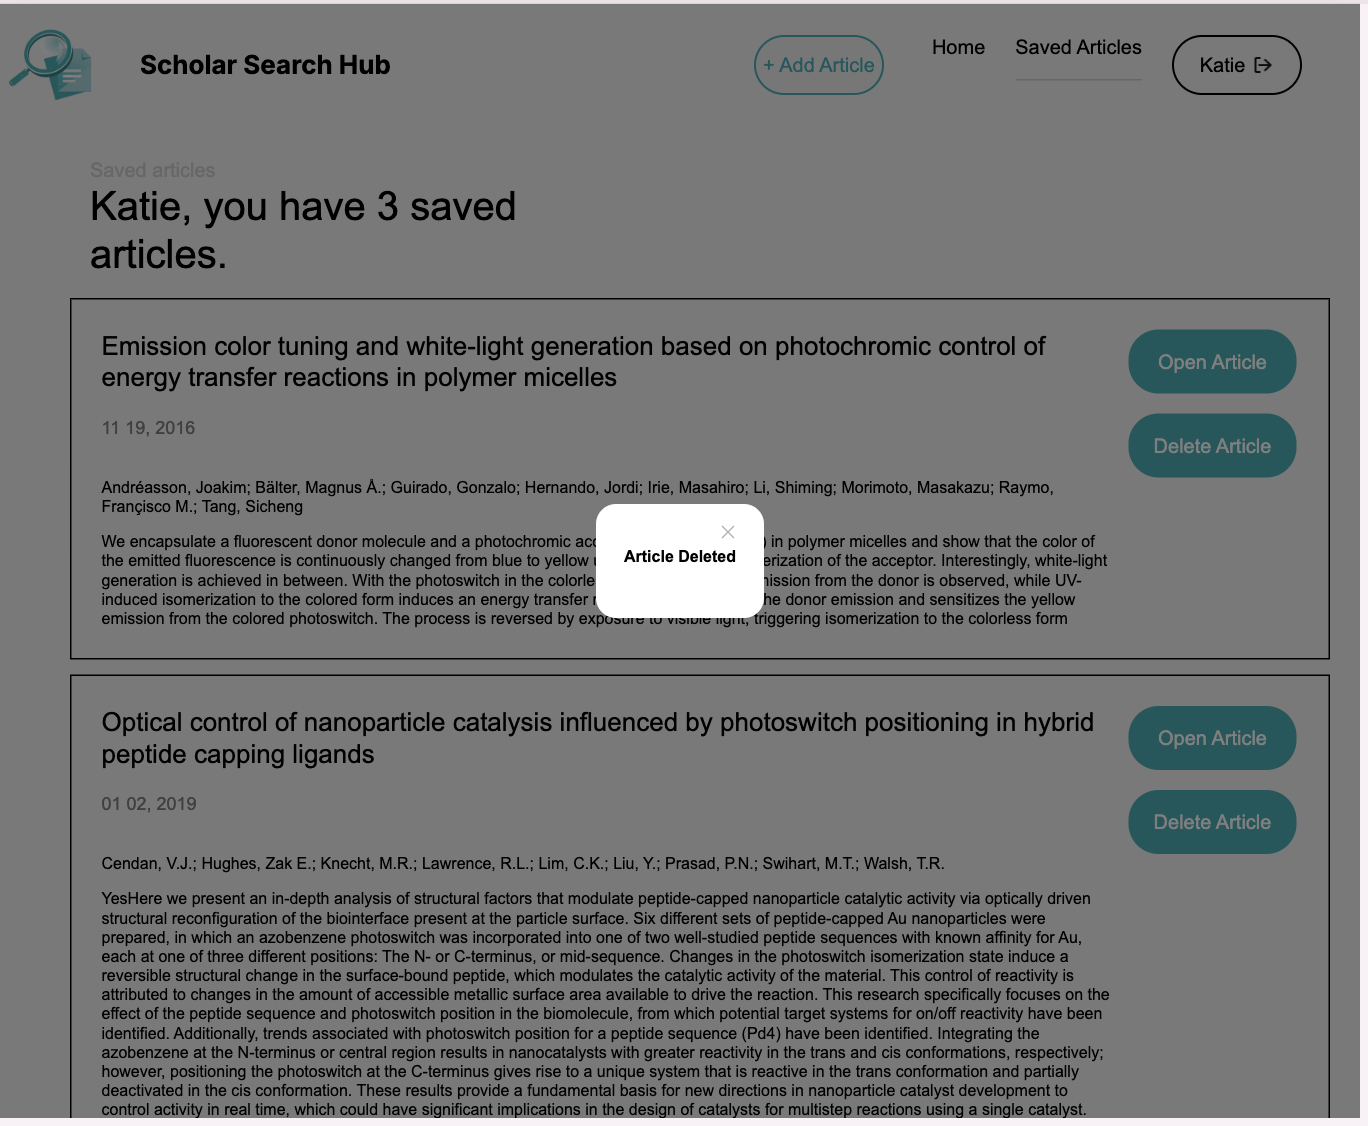 Scholar Search Hub
+ Add Article
Home
Saved Articles
Katie
Saved articles
Katie, you have 3 saved
articles.
Emission color tuning and white-light generation based on photochromic control of
energy transfer reactions in polymer micelles
Open Article
Delete Article
11 19, 2016
Andréasson, Joakim; Bälter, Magnus Å.; Guirado, Gonzalo; Hernando, Jordi; Irie, Masahiro; Li, Shiming; Morimoto, Masakazu; Raymo,
Françisco M.; Tang, Sicheng
We encapsulate a fluorescent donor molecule and a photochromic in polymer micelles and show that the color of
the emitted fluorescence is continuously changed from blue to yellow of the acceptor. Interestingly, white-light
generation is achieved in between. With the photoswitch in the from the donor is observed, while UV-
induced isomerization to the colored form induces an energy transfer donor emission and sensitizes the yellow
emission from the colored photoswitch. The process is reversed by exposure to visible light, triggering isomerization to the colorless form
Article Deleted
Optical control of nanoparticle catalysis influenced by photoswitch positioning in hybrid
peptide capping ligands
Open Article
Delete Article
01 02, 2019
Cendan, V.J.; Hughes, Zak E.; Knecht, M.R.; Lawrence, R.L.; Lim, C.K.; Liu, Y.; Prasad, P.N.; Swihart, M.T.; Walsh, T.R.
YesHere we present an in-depth analysis of structural factors that modulate peptide-capped nanoparticle catalytic activity via optically driven
structural reconfiguration of the biointerface present at the particle surface. Six different sets of peptide-capped Au nanoparticles were
prepared, in which an azobenzene photoswitch was incorporated into one of two well-studied peptide sequences with known affinity for Au,
each at one of three different positions: The N- or C-terminus, or mid-sequence. Changes in the photoswitch isomerization state induce a
reversible structural change in the surface-bound peptide, which modulates the catalytic activity of the material. This control of reactivity is
attributed to changes in the amount of accessible metallic surface area available to drive the reaction. This research specifically focuses on the
effect of the peptide sequence and photoswitch position in the biomolecule, from which potential target systems for on/off reactivity have been
identified. Additionally, trends associated with photoswitch position for a peptide sequence (Pd4) have been identified. Integrating the
azobenzene at the N-terminus or central region results in nanocatalysts with greater reactivity in the trans and cis conformations, respectively;
however, positioning the photoswitch at the C-terminus gives rise to a unique system that is reactive in the trans conformation and partially
deactivated in the cis conformation. These results provide a fundamental basis for new directions in nanoparticle catalyst development to
control activity in real time, which could have significant implications in the design of catalysts for multistep reactions using a single catalyst.